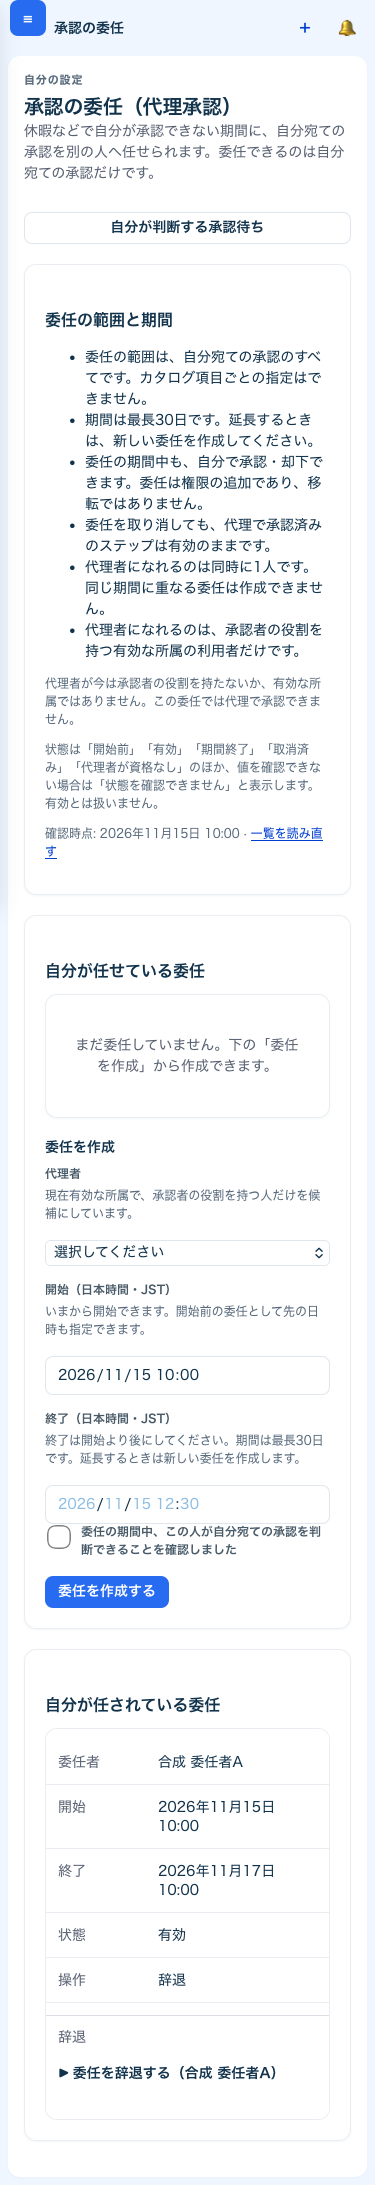 承認の委任
+
自分の設定
承認の委任（代理承認）
休暇などで自分が承認できない期間に、自分宛ての
承認を別の人へ任せられます。委任できるのは自分
宛ての承認だけです。
自分が判断する承認待ち
委任の範囲と期間
• 委任の範囲は、自分宛ての承認のすべ
てです。カタログ項目ごとの指定はで
きません。
• 期間は最長30日です。延長するとき
は、新しい委任を作成してください。
• 委任の期間中も、自分で承認・却下で
きます。委任は権限の追加であり、移
転ではありません。
• 委任を取り消しても、代理で承認済み
のステップは有効のままです。
• 代理者になれるのは同時に1人です。
同じ期間に重なる委任は作成できませ
ん。
• 代理者になれるのは、承認者の役割を
持つ有効な所属の利用者だけです。
代理者が今は承認者の役割を持たないか、有効な所
属ではありません。この委任では代理で承認できま
せん。
状態は「開始前」「有効」「期間終了」「取消済
み」「代理者が資格なし」のほか、値を確認できな
い場合は「状態を確認できません」と表示します。
有効とは扱いません。
確認時点: 2026年11月15日 10:00 · 一覧を読み直
す
自分が任せている委任
まだ委任していません。下の「委任
を作成」から作成できます。
委任を作成
代理者
現在有効な所属で、承認者の役割を持つ人だけを候
補にしています。
選択してください
開始（日本時間・JST）
いまから開始できます。開始前の委任として先の日
時も指定できます。
2026/11/15 10:00
終了（日本時間・JST）
終了は開始より後にしてください。期間は最長30日
です。延長するときは新しい委任を作成します。
2026/11/15 12:30
委任の期間中、この人が自分宛ての承認を判
断できることを確認しました
委任を作成する
自分が任されている委任
委任者 合成 委任者A
開始 2026年11月15日
10:00
終了 2026年11月17日
10:00
状態 有効
操作 辞退
辞退
▶ 委任を辞退する（合成 委任者A）